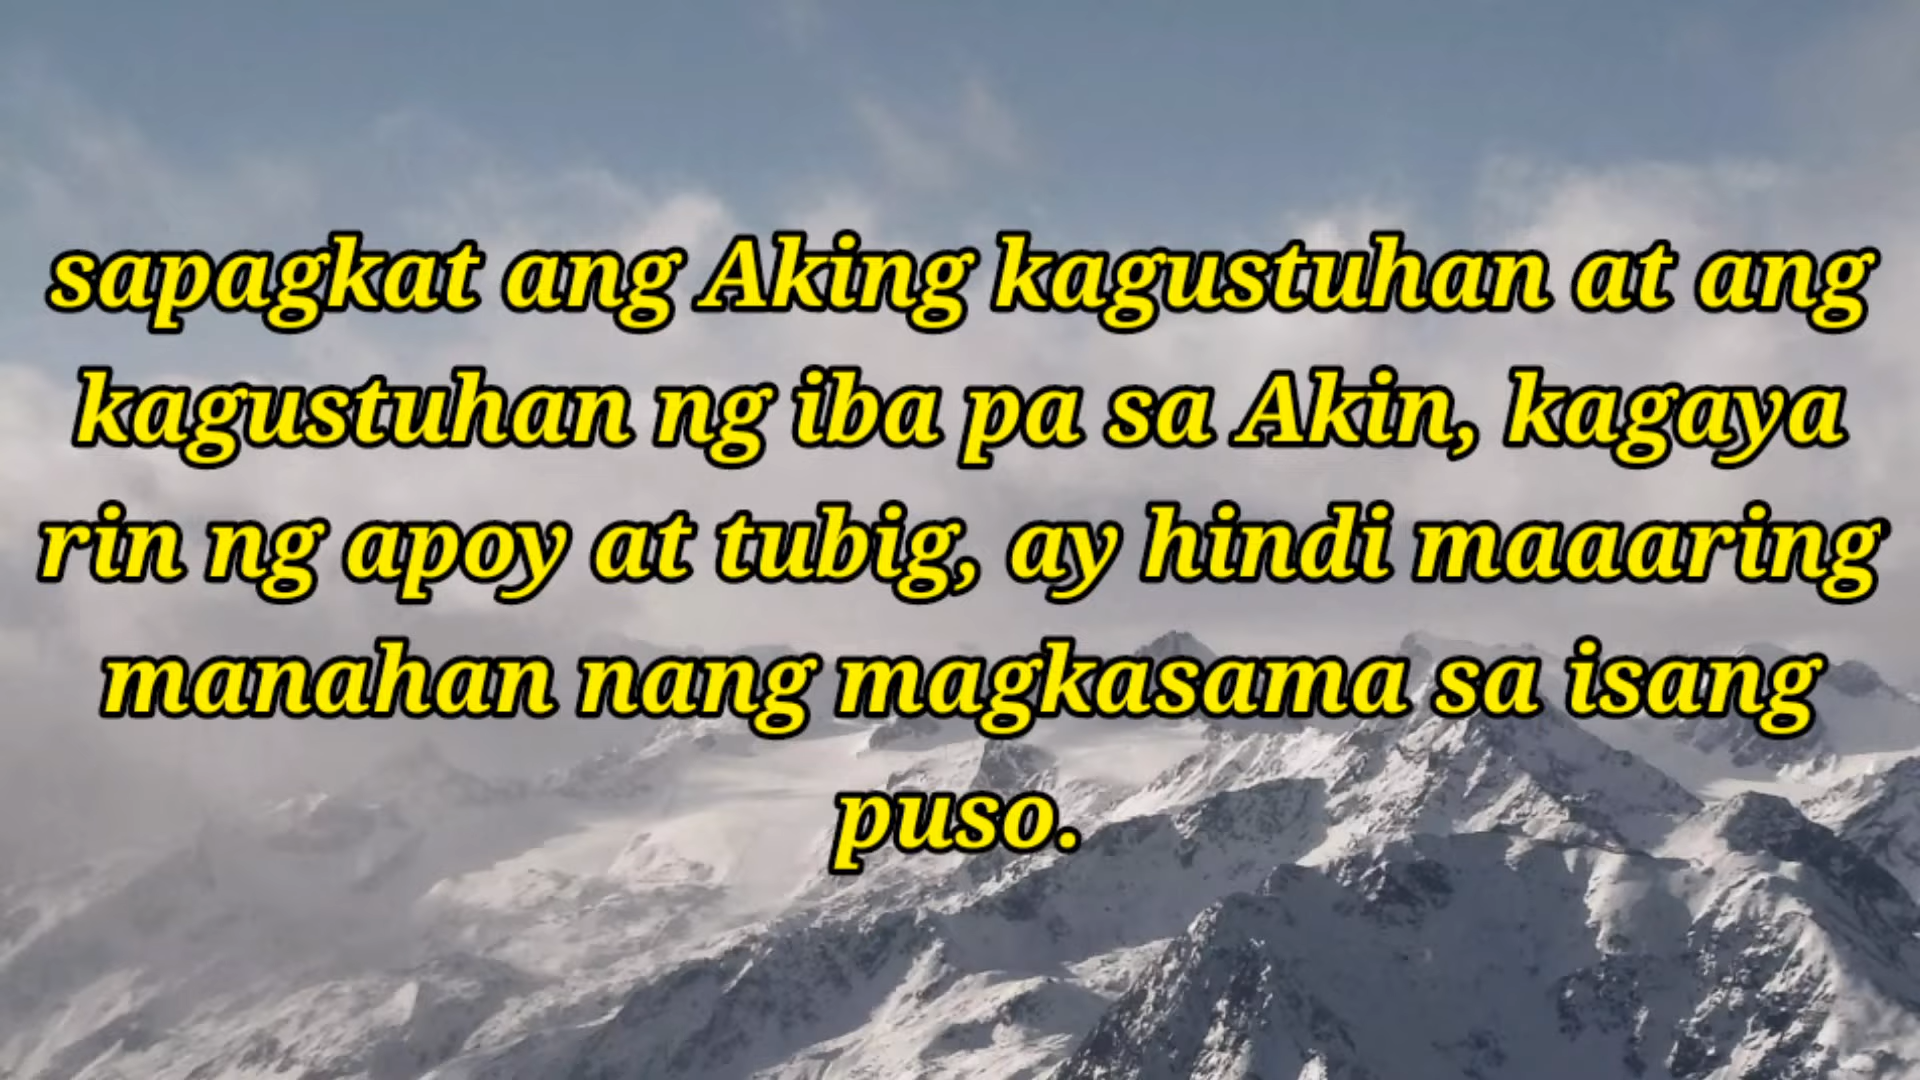 sapagkat ang Aking kagustuhan at ang
kagustuhan ng iba pa sa Akin, kagaya
rin ng apoy at tubig, ay hindi maaaring
manahan nang magkasama sa isang
puso.